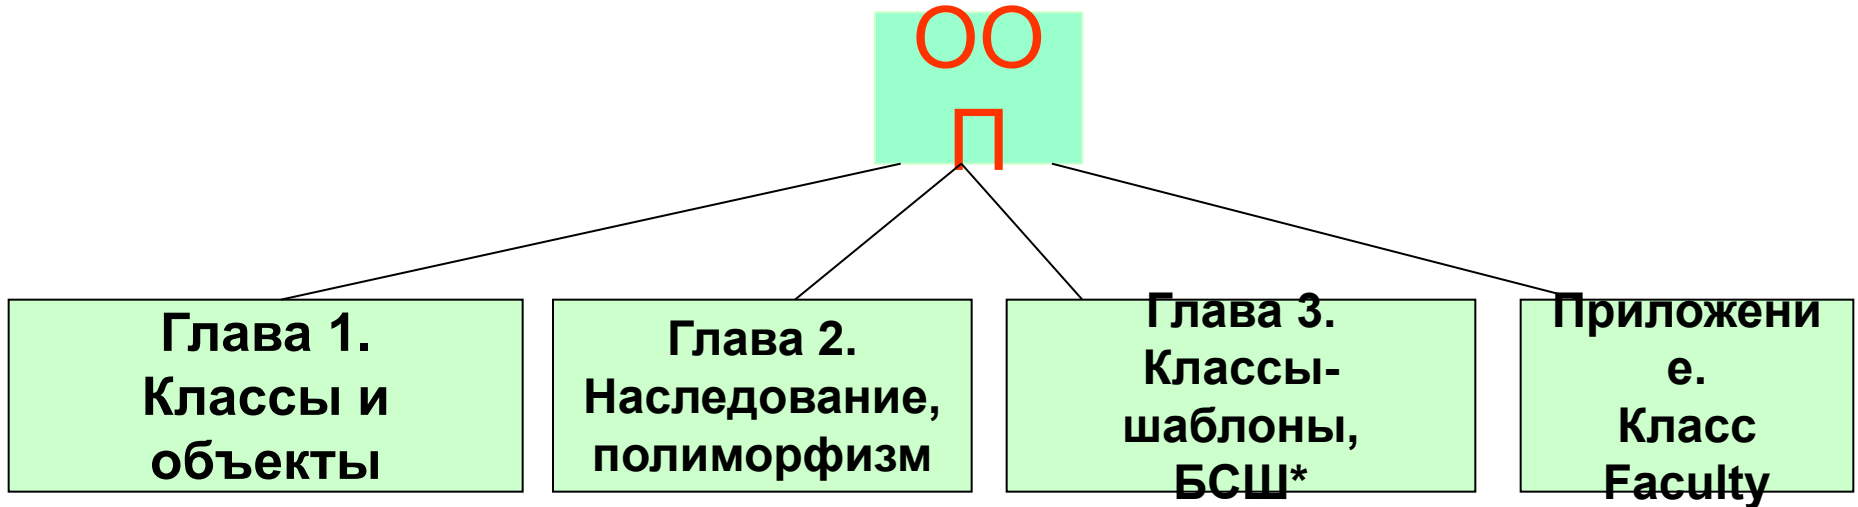 ОО
П
Глава 1.
Классы и
объекты
Глава 2.
Наследование,
полиморфизм
Глава 3.
Классы-
шаблоны,
БСШ*
Приложени
е.
Класс
Faculty